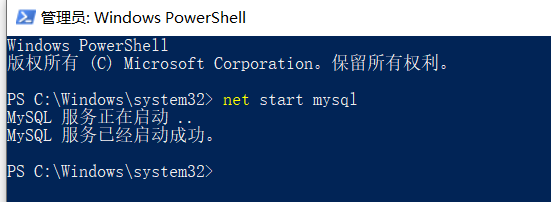 管理员: Windows PowerShell
Windows PowerShell
版权所有 (C) Microsoft Corporation。保留所有权利。
PS C:\Windows\system32> net start mysql
MySQL 服务正在启动 ..
MySQL 服务已经启动成功。
PS C:\Windows\system32>